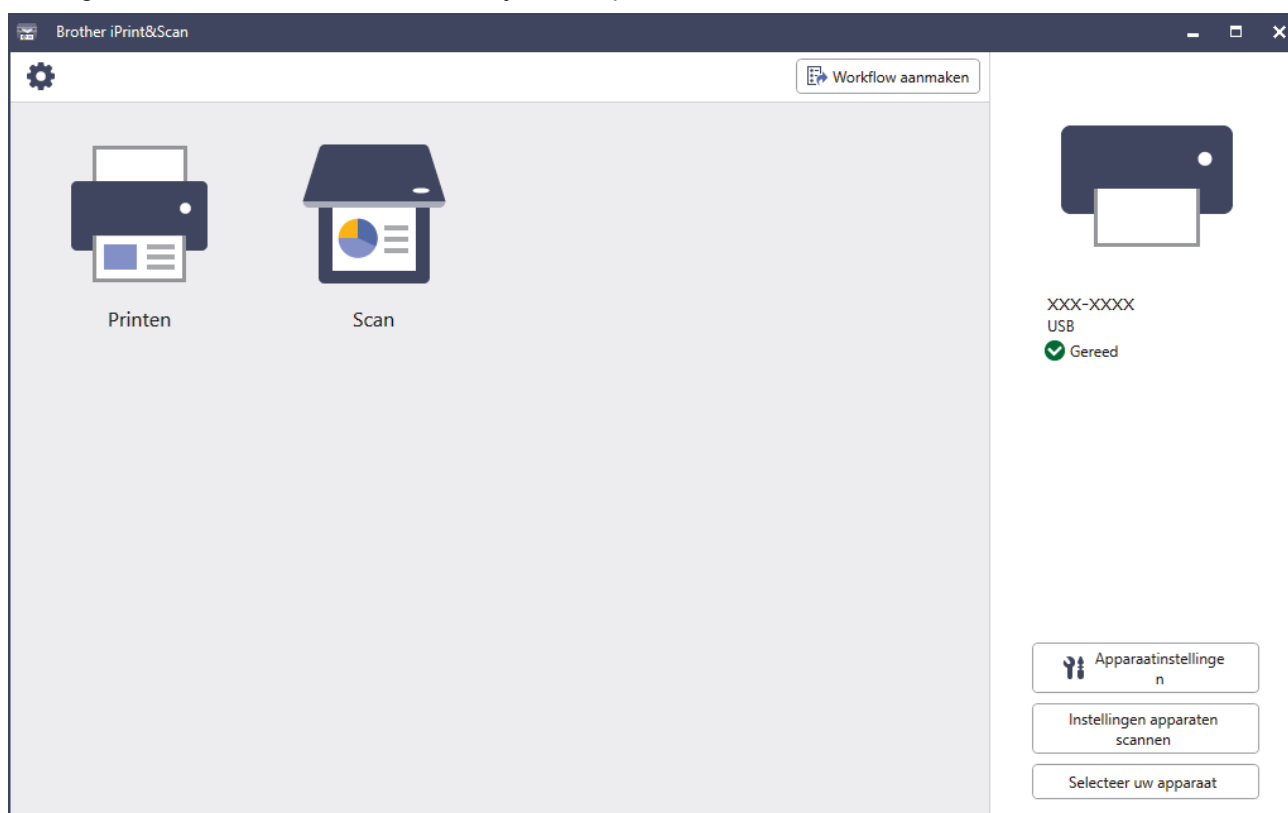 Brother iPrint&Scan
Workflow aanmaken
Printen
Scan
XXX-XXXX
USB
Gereed
Apparaatinstellinge
n
Instellingen apparaten
scannen
Selecteer uw apparaat